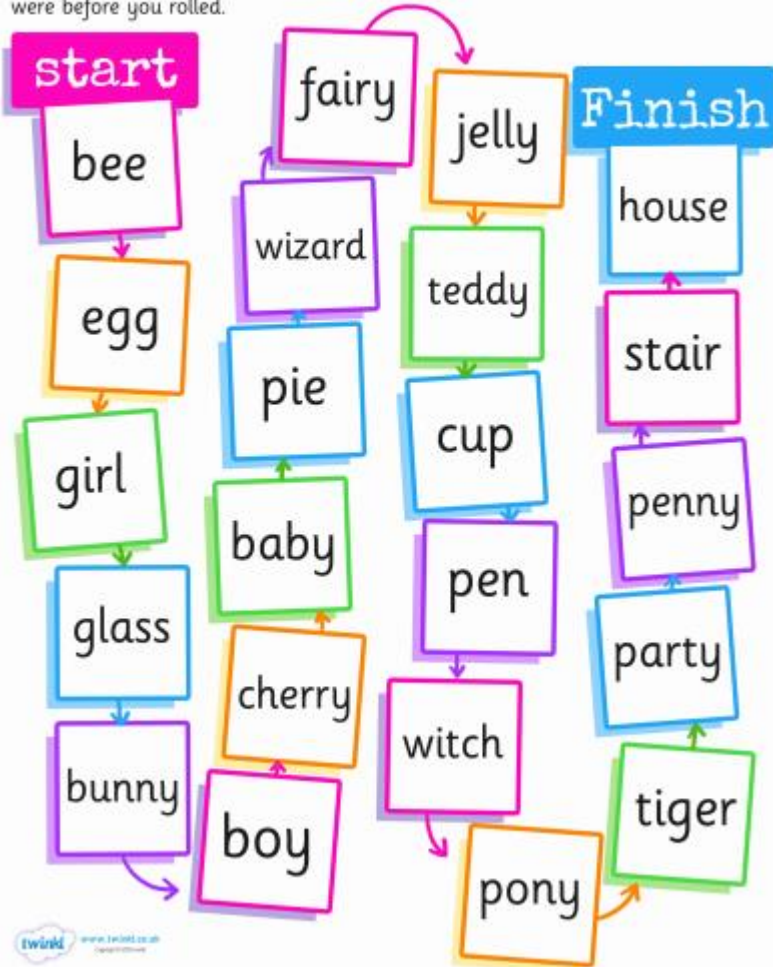 were before you rolled.
start
bee
egg
girl
glass
bunny
boy
cherry
baby
pie
wizard
fairy
jelly
teddy
cup
pen
witch
pony
tiger
party
penny
stair
house
Finish
twinkl
www.twinkl.co.uk